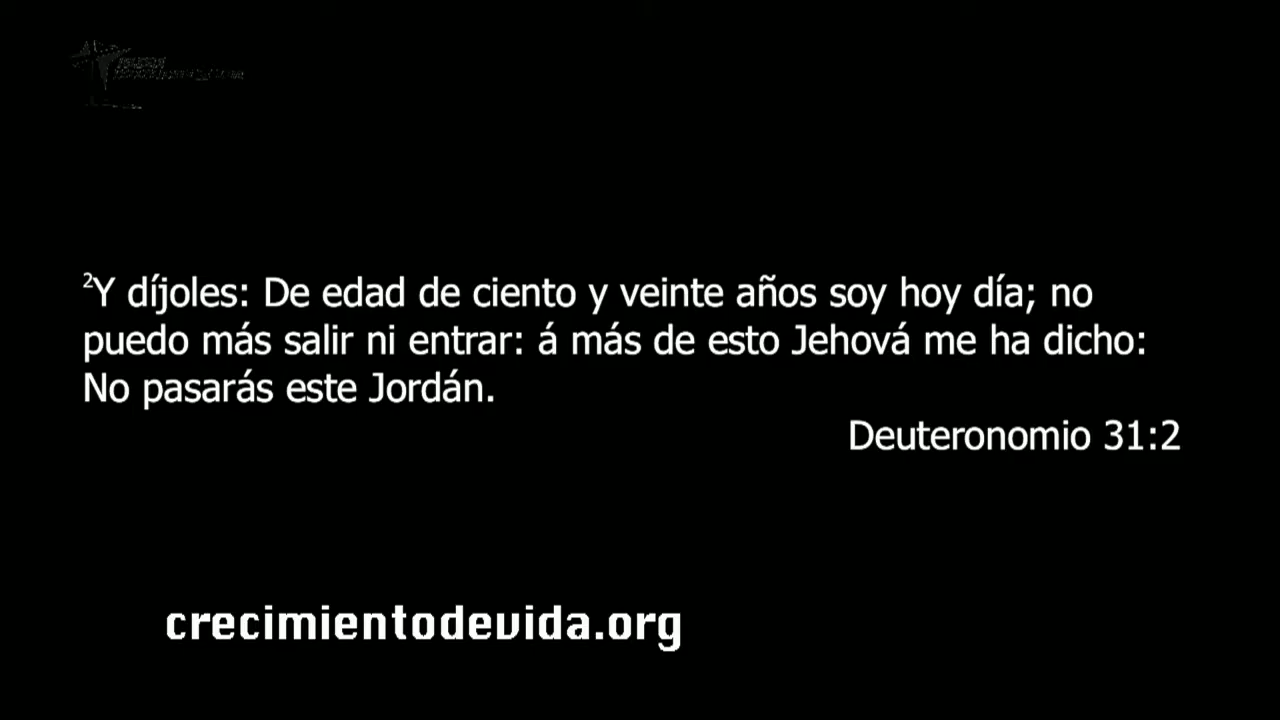 ²Y díjoles: De edad de ciento y veinte años soy hoy día; no
puedo más salir ni entrar: á más de esto Jehová me ha dicho:
No pasarás este Jordán.
Deuteronomio 31:2
crecimientodevida.org